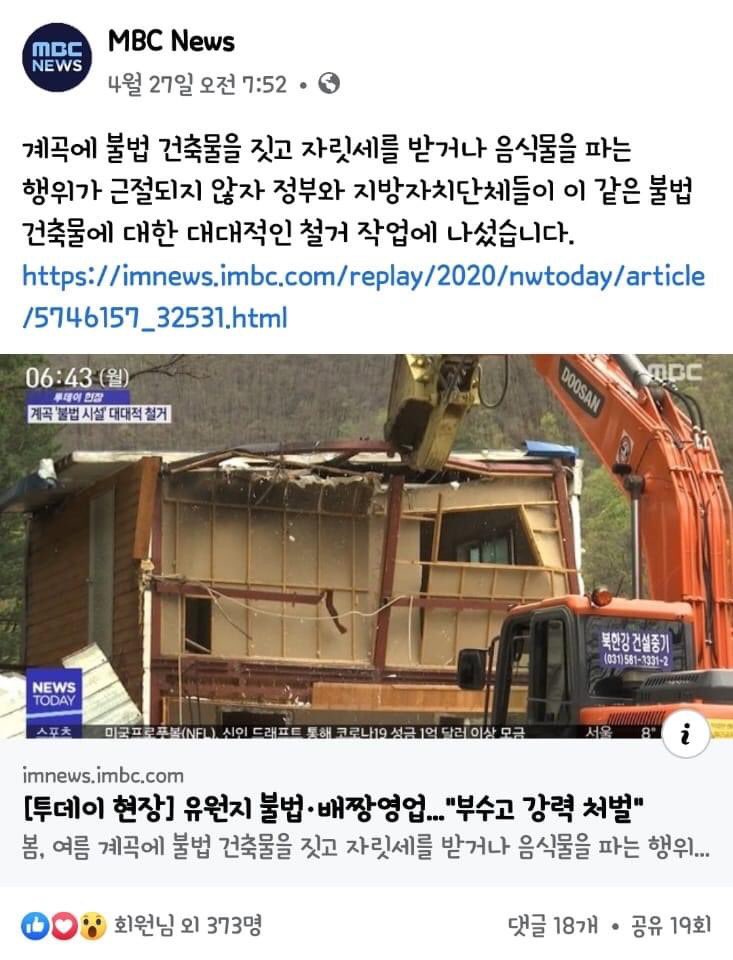 MBC
NEWS
MBC News
4월 27일 오전 7:52 •
계곡에 불법 건축물을 짓고 자릿세를 받거나 음식물을 파는
행위가 근절되지 않자 정부와 지방자치단체들이 이 같은 불법
건축물에 대한 대대적인 철거 작업에 나섰습니다.
https://imnews.imbc.com/replay/2020/nwtoday/article
/5746157_32531.html
06:43 (월)
MBC
투데이 현장
계곡 '불법 시설' 대대적 철거
DOOSAN
북한강 건설중기
(031)581-3331-2
NEWS
TODAY
스포츠 미국프로풋볼(NFL), 신인 드래프트 통해 코로나19 성금 1억 달러 이상 모금 서울 8°
i
imnews.imbc.com
[투데이 현장] 유원지 불법·배짱영업..."부수고 강력 처벌"
봄, 여름 계곡에 불법 건축물을 짓고 자릿세를 받거나 음식물을 파는 행위...
회원님 외 373명 댓글 18개 • 공유 19회